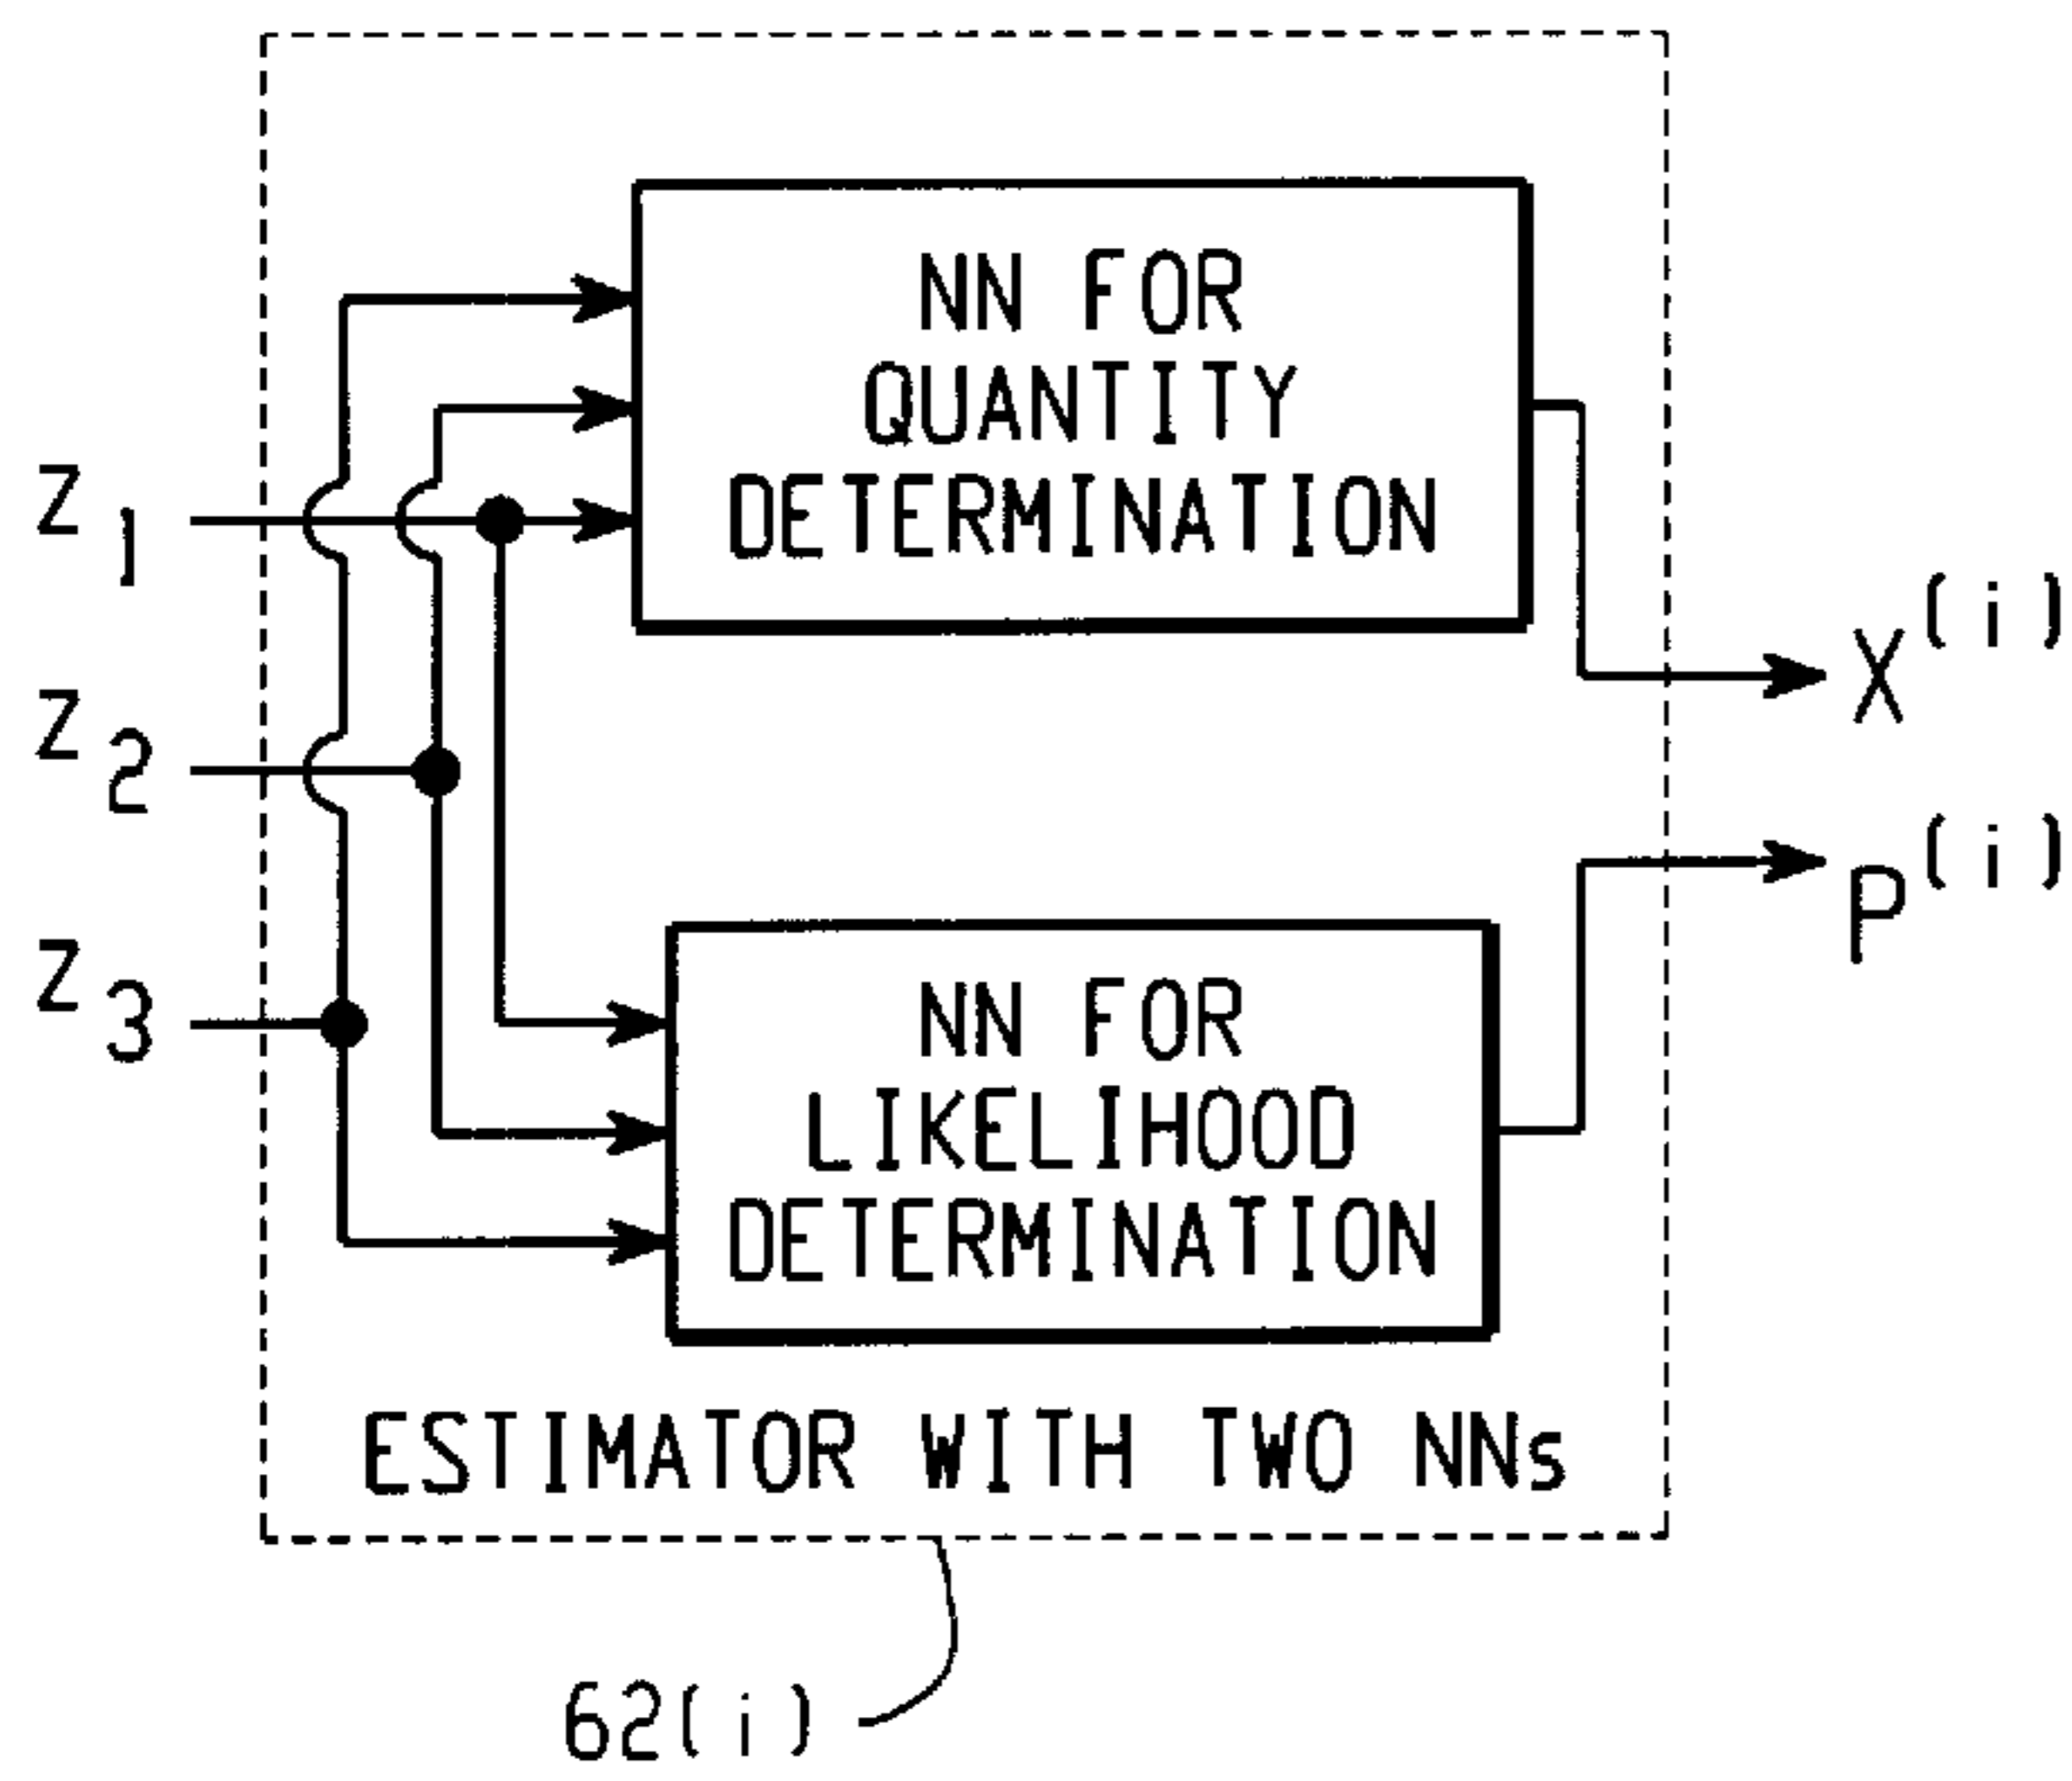 NN FOR
QUANTITY
DETERMINATION
Z1
Z2
Z3
X(i)
P(i)
NN FOR
LIKELIHOOD
DETERMINATION
ESTIMATOR WITH TWO NNs
62(i)